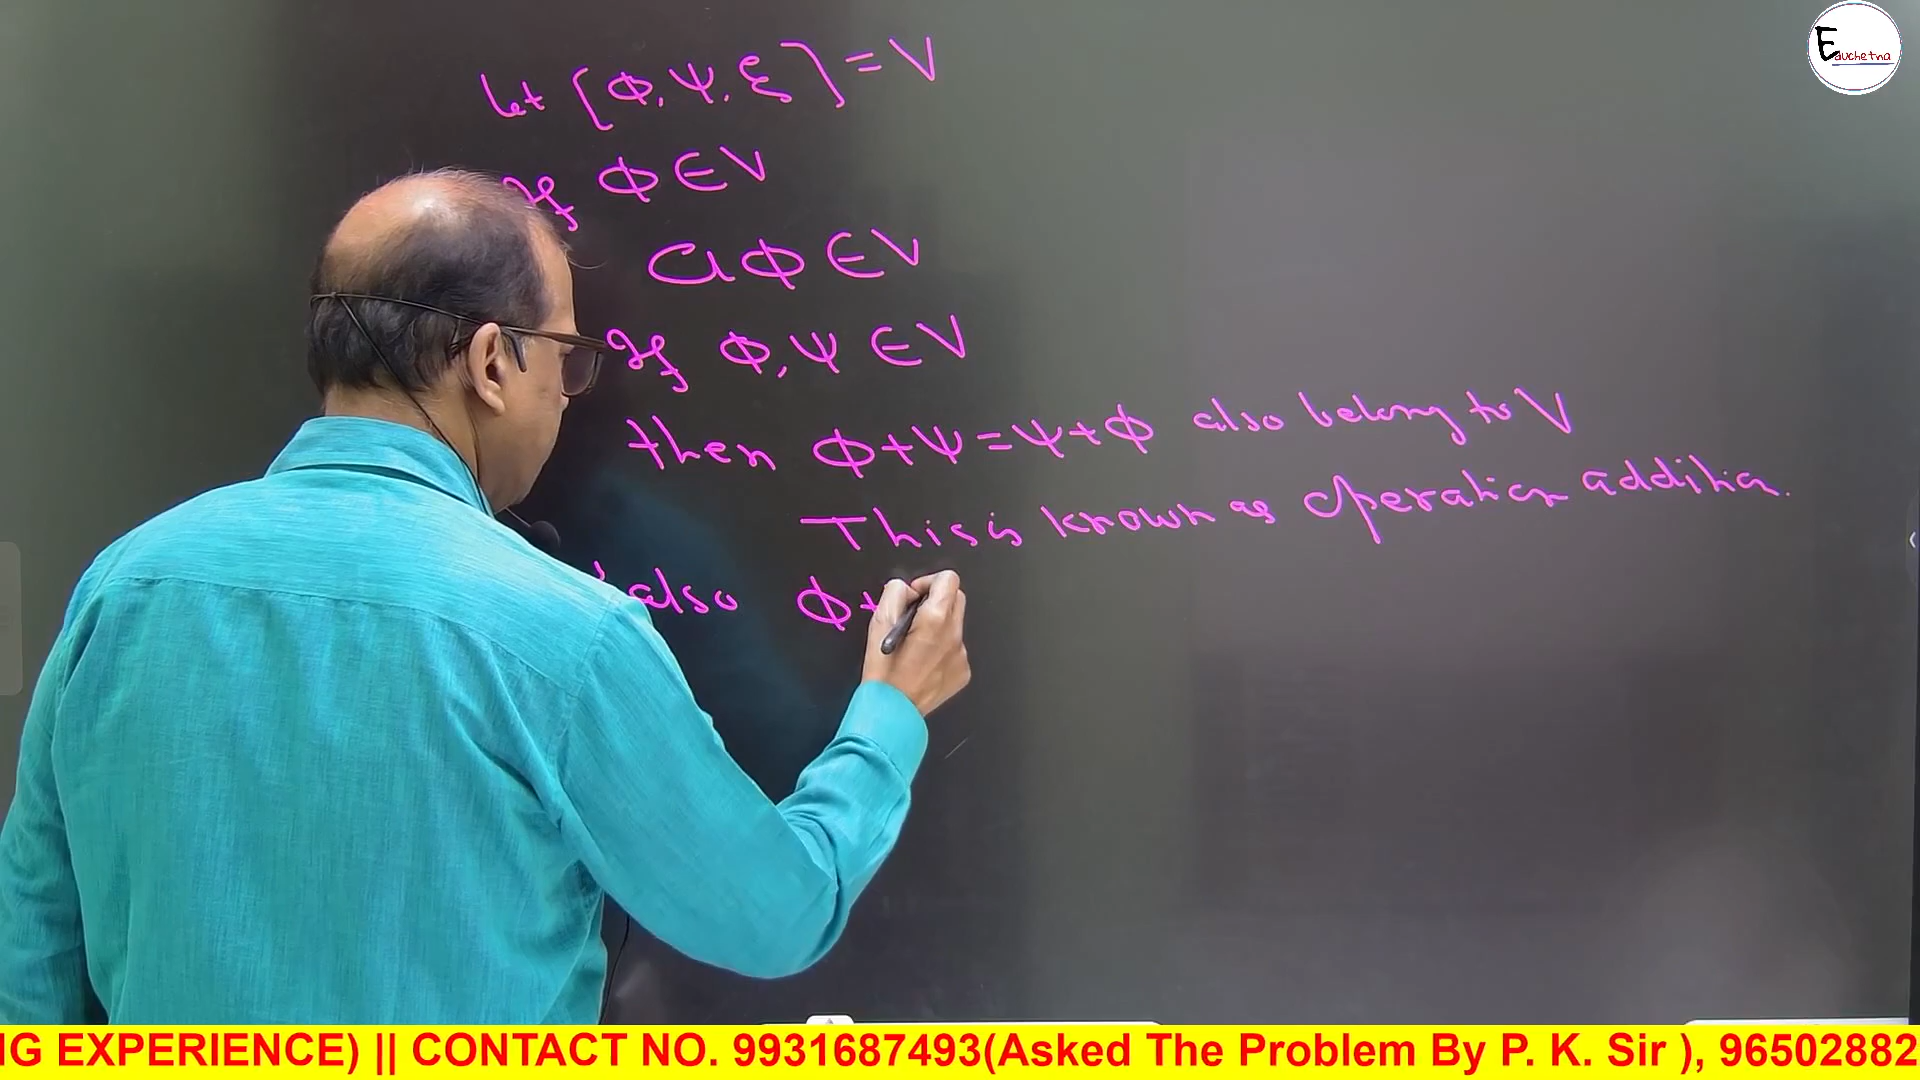 Educhetna
let [Φ, Ψ, ξ] = V
If Φ ∈ V
aΦ ∈ V
If Φ, Ψ ∈ V
then Φ + Ψ = Ψ + Φ also belong to V
This is known as operation addition.
also Φ +
IG EXPERIENCE) || CONTACT NO. 9931687493(Asked The Problem By P. K. Sir ), 96502882